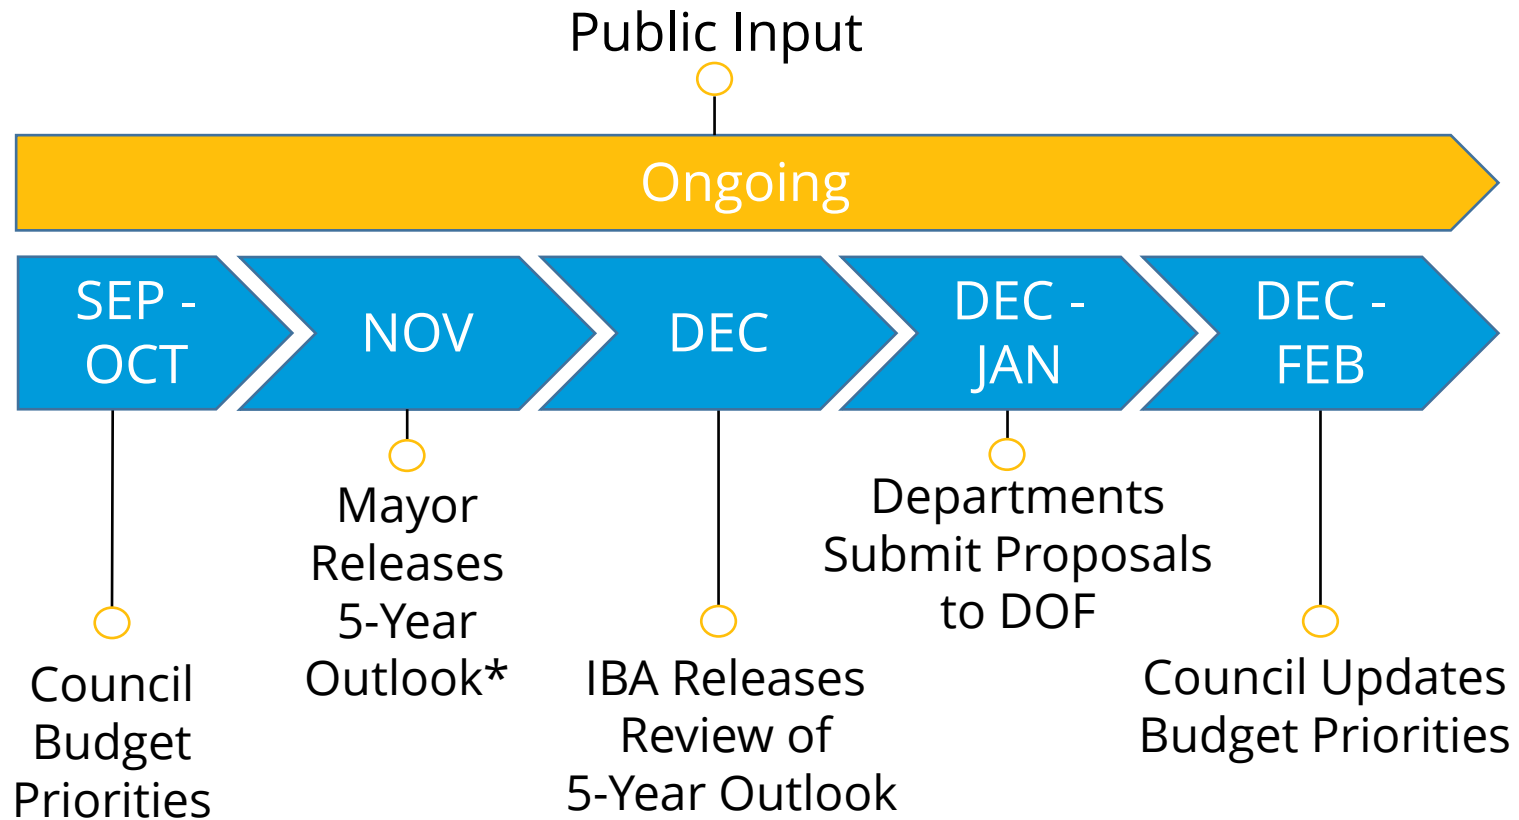 Public Input
Ongoing
SEP -
OCT
NOV
DEC
DEC -
JAN
DEC -
FEB
Council
Budget
Priorities
Mayor
Releases
5-Year
Outlook*
IBA Releases
Review of
5-Year Outlook
Departments
Submit Proposals
to DOF
Council Updates
Budget Priorities